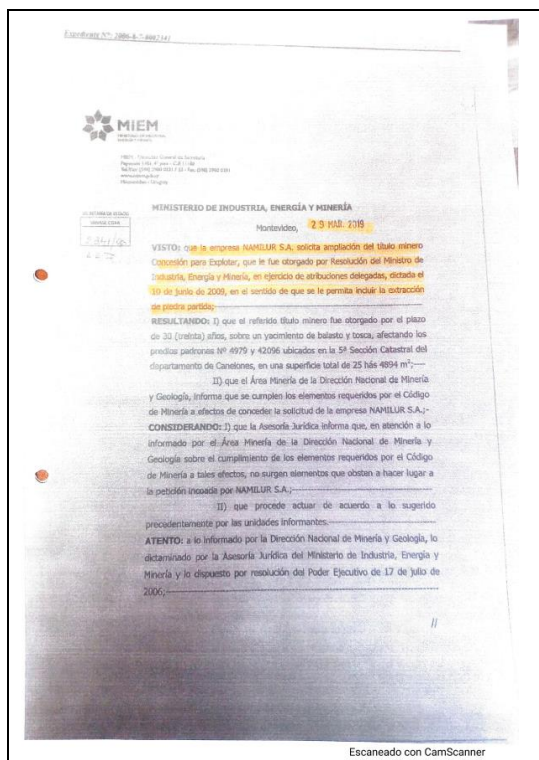 Expediente Nº: 2006-8-7-0002341
MIEM
MINISTERIO DE INDUSTRIA, ENERGÍA Y MINERÍA
Montevideo, 29 MAR. 2019
VISTO: que la empresa NAMILUR S.A. solicita ampliación del título minero
Concesión para Explotar, que le fue otorgado por Resolución del Ministro de
Industria, Energía y Minería, en ejercicio de atribuciones delegadas, dictada el
10 de junio de 2009, en el sentido de que se le permita incluir la extracción
de piedra partida;
RESULTANDO: I) que el referido título minero fue otorgado por el plazo
de 30 (treinta) años, sobre un yacimiento de balasto y tosca, afectando los
predios padrones Nº 4979 y 42096 ubicados en la 5ª Sección Catastral del
departamento de Canelones, en una superficie total de 25 hás 4894 m²;
II) que el Área Minería de la Dirección Nacional de Minería
y Geología, informa que se cumplen los elementos requeridos por el Código
de Minería a efectos de conceder la solicitud de la empresa NAMILUR S.A.;
CONSIDERANDO: I) que la Asesoría Jurídica informa que, en atención a lo
informado por el Área Minería de la Dirección Nacional de Minería y
Geología sobre el cumplimiento de los elementos requeridos por el Código
de Minería a tales efectos, no surgen elementos que obstan a hacer lugar a
la petición incoada por NAMILUR S.A.;
II) que procede actuar de acuerdo a lo sugerido
precedentemente por las unidades informantes.
ATENTO: a lo informado por la Dirección Nacional de Minería y Geología, lo
dictaminado por la Asesoría Jurídica del Ministerio de Industria, Energía y
Minería y lo dispuesto por resolución del Poder Ejecutivo de 17 de julio de
2006;
//
Escaneado con CamScanner